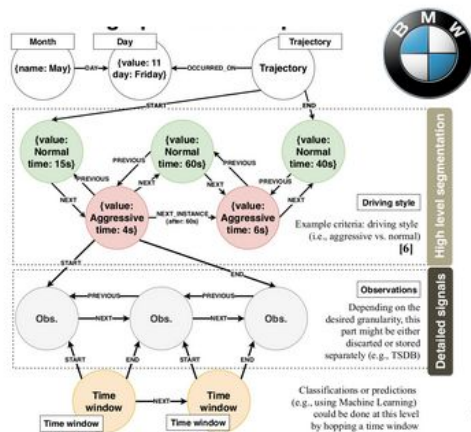 Month
Day
Trajectory
{name: May}
DAY
{value: 11
day: Friday}
OCCURRED_ON
Trajectory
BMW
START
END
{value:
Normal
time: 15s}
{value:
Normal
time: 60s}
{value:
Normal
time: 40s}
PREVIOUS
PREVIOUS
PREVIOUS
PREVIOUS
NEXT
NEXT
NEXT
NEXT
{value:
Aggressive
time: 4s}
NEXT_INSTANCE
(after: 60s)
{value:
Aggressive
time: 6s}
Driving style
Example criteria: driving style
(i.e., aggressive vs. normal)
[6]
High level segmentation
START
END
Obs.
PREVIOUS
NEXT
Obs.
PREVIOUS
NEXT
Obs.
Observations
Depending on the
desired granularity, this
part might be either
discarted or stored
separately (e.g., TSDB)
Detailed signals
START
END
START
END
Time
window
NEXT
Time
window
Time window
Time window
Classifications or predictions
(e.g., using Machine Learning)
could be done at this level
by hopping a time window